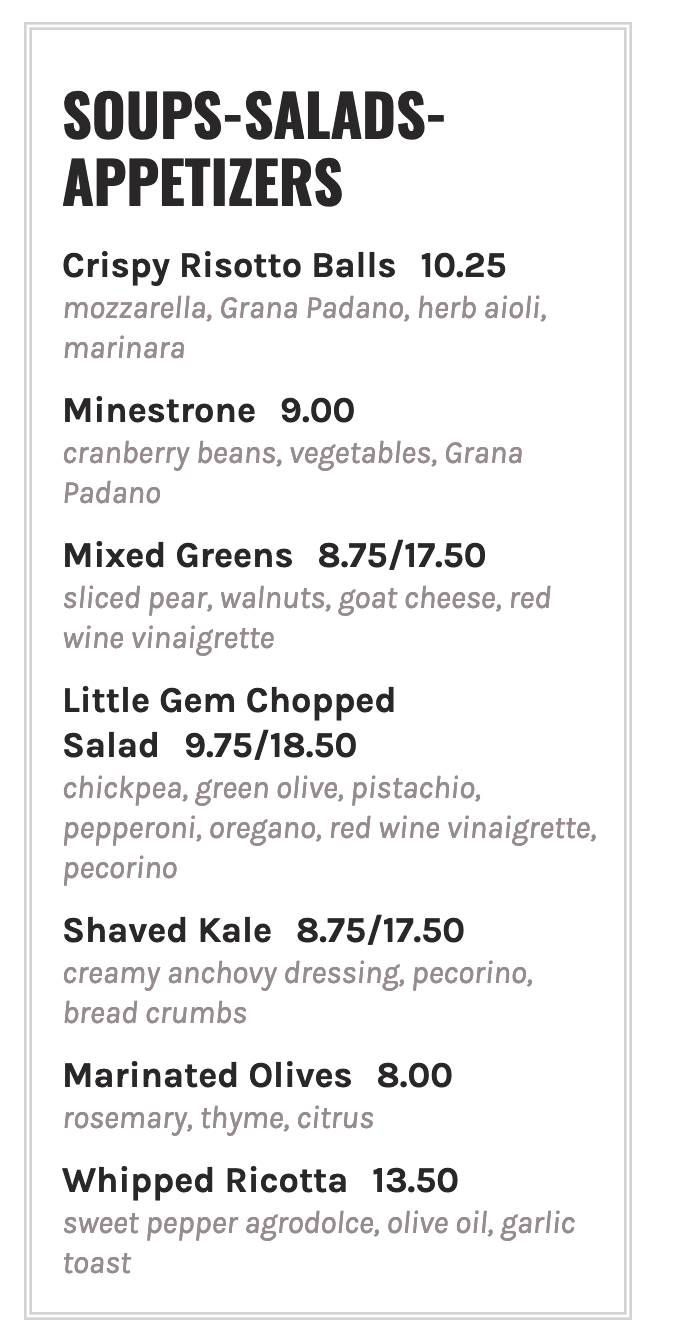 SOUPS-SALADS-
APPETIZERS
Crispy Risotto Balls 10.25
mozzarella, Grana Padano, herb aioli,
marinara
Minestrone 9.00
cranberry beans, vegetables, Grana
Padano
Mixed Greens 8.75/17.50
sliced pear, walnuts, goat cheese, red
wine vinaigrette
Little Gem Chopped
Salad 9.75/18.50
chickpea, green olive, pistachio,
pepperoni, oregano, red wine vinaigrette,
pecorino
Shaved Kale 8.75/17.50
creamy anchovy dressing, pecorino,
bread crumbs
Marinated Olives 8.00
rosemary, thyme, citrus
Whipped Ricotta 13.50
sweet pepper agrodolce, olive oil, garlic
toast